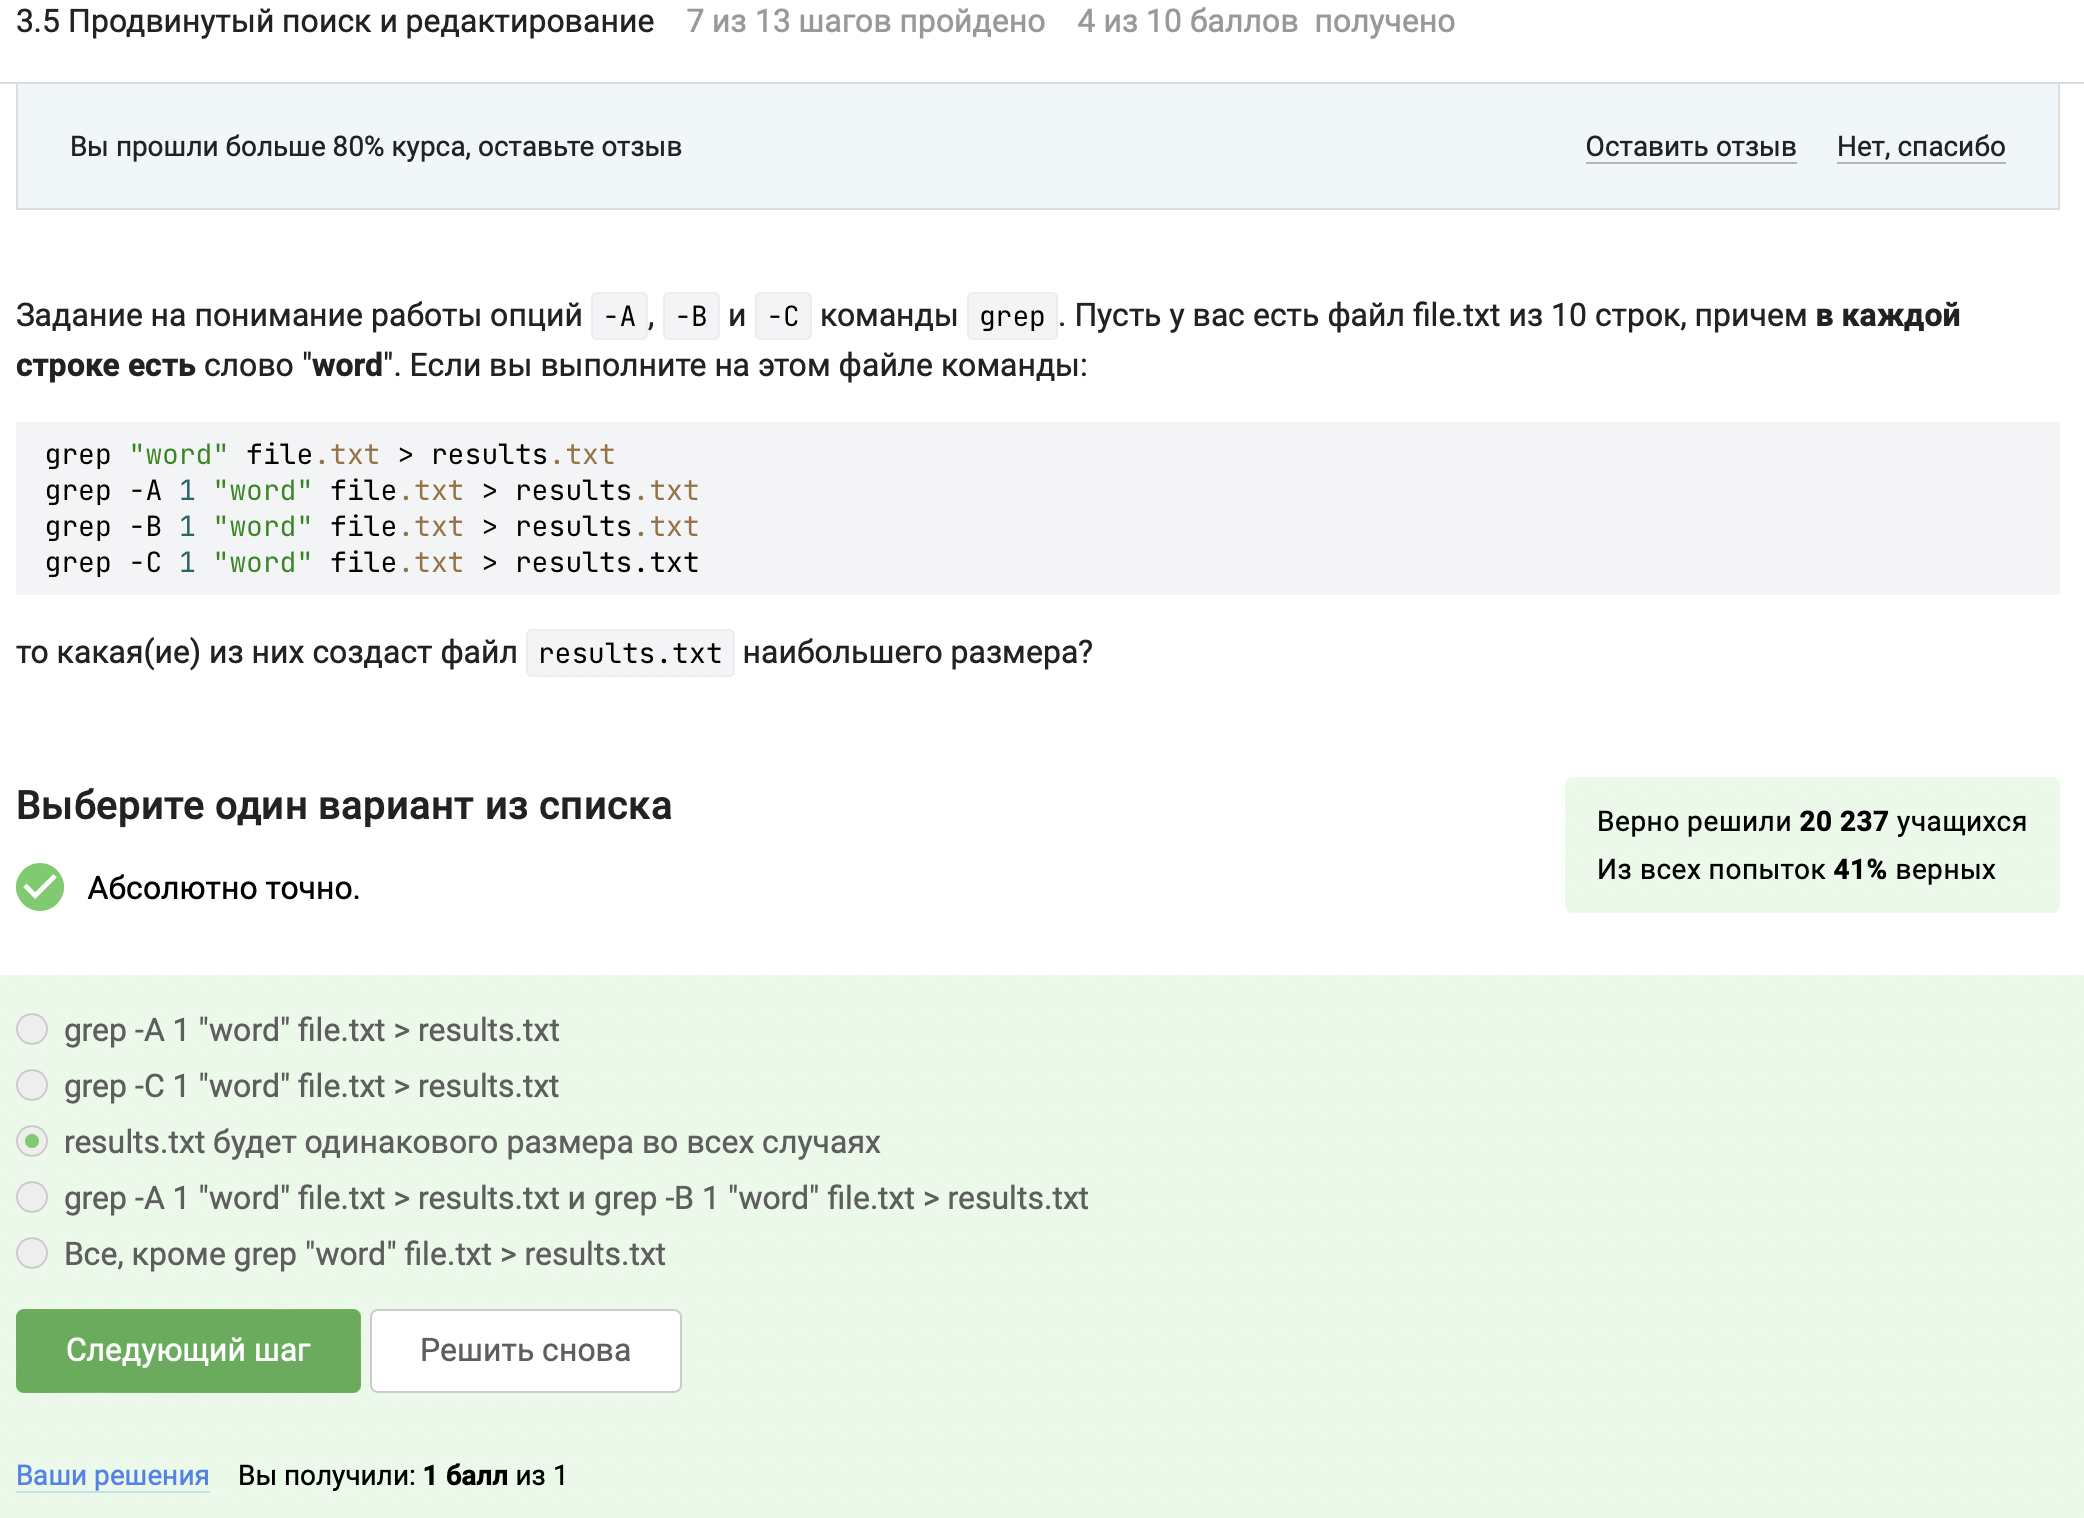 3.5 Продвинутый поиск и редактирование 7 из 13 шагов пройдено 4 из 10 баллов получено
Вы прошли больше 80% курса, оставьте отзыв Оставить отзыв Нет, спасибо
Задание на понимание работы опций -A, -B и -C команды grep. Пусть у вас есть файл file.txt из 10 строк, причем в каждой
строке есть слово "word". Если вы выполните на этом файле команды:
grep "word" file.txt > results.txt
grep -A 1 "word" file.txt > results.txt
grep -B 1 "word" file.txt > results.txt
grep -C 1 "word" file.txt > results.txt
то какая(ие) из них создаст файл results.txt наибольшего размера?
Выберите один вариант из списка
Верно решили 20 237 учащихся
Из всех попыток 41% верных
Абсолютно точно.
grep -A 1 "word" file.txt > results.txt
grep -C 1 "word" file.txt > results.txt
results.txt будет одинакового размера во всех случаях
grep -A 1 "word" file.txt > results.txt и grep -B 1 "word" file.txt > results.txt
Все, кроме grep "word" file.txt > results.txt
Следующий шаг Решить снова
Ваши решения Вы получили: 1 балл из 1